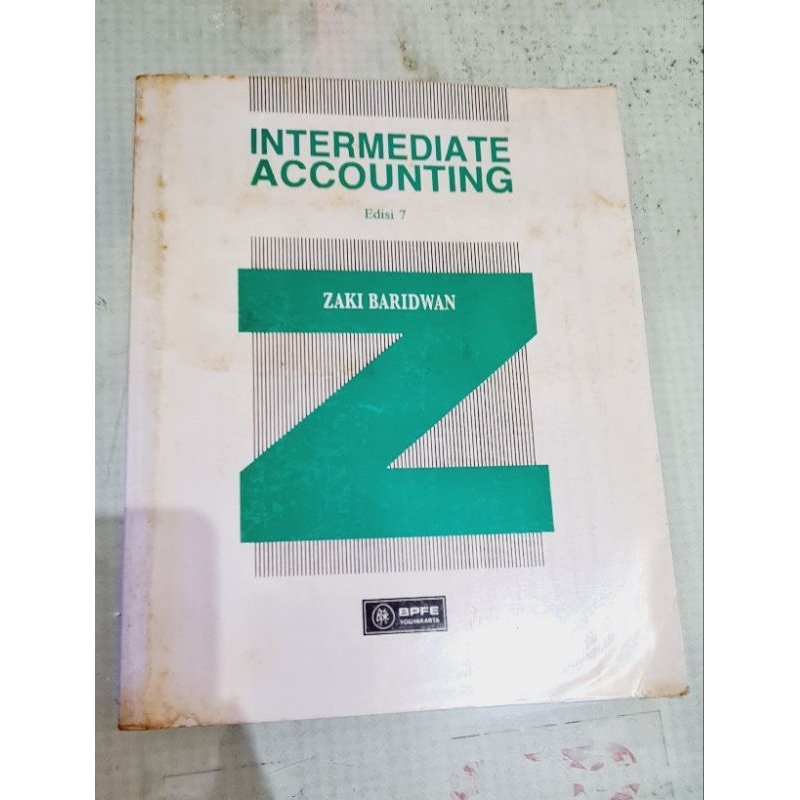 INTERMEDIATE
ACCOUNTING
Edisi 7
ZAKI BARIDWAN
Z
BPFE
YOGYAKARTA